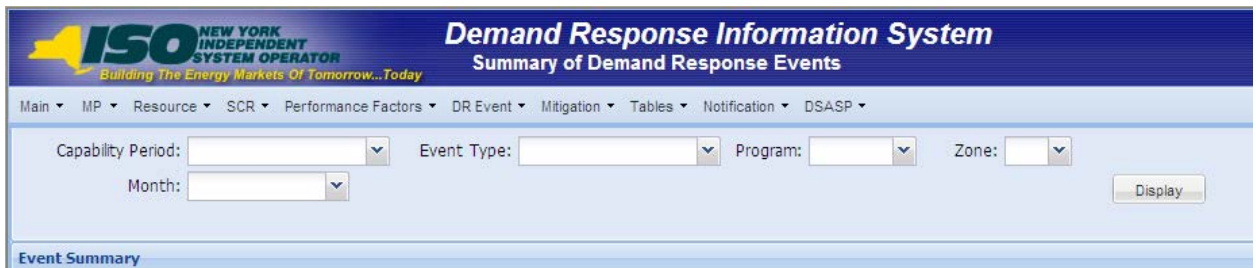 ISO NEW YORK INDEPENDENT SYSTEM OPERATOR
Building The Energy Markets Of Tomorrow...Today
Demand Response Information System
Summary of Demand Response Events
Main MP Resource SCR Performance Factors DR Event Mitigation Tables Notification DSASP
Capability Period: Event Type: Program: Zone:
Month: Display
Event Summary